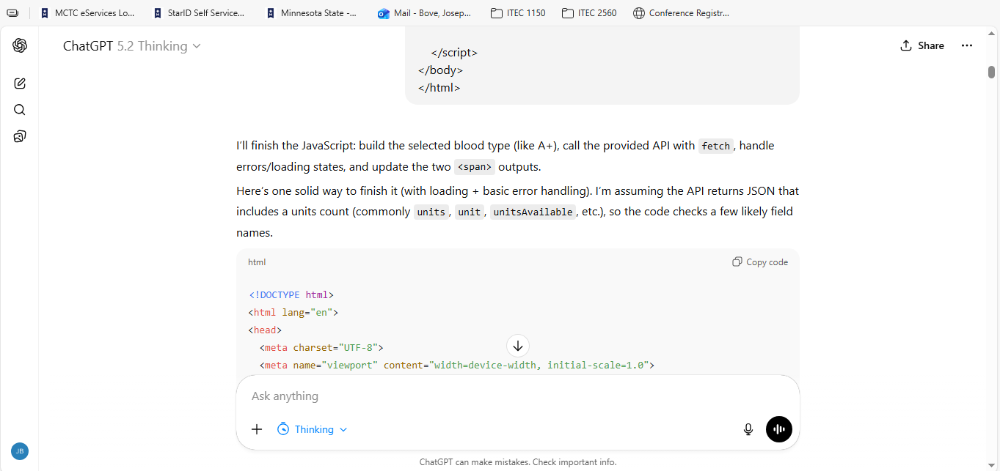 MCTC eServices Lo...
StarID Self Service...
Minnesota State -...
Mail - Bove, Josep...
ITEC 1150
ITEC 2560
Conference Registr...
ChatGPT 5.2 Thinking
Share
</script>
</body>
</html>
I'll finish the JavaScript: build the selected blood type (like A+), call the provided API with fetch, handle
errors/loading states, and update the two <span> outputs.
Here's one solid way to finish it (with loading + basic error handling). I'm assuming the API returns JSON that
includes a units count (commonly units, unit, unitsAvailable, etc.), so the code checks a few likely field
names.
html
Copy code
<!DOCTYPE html>
<html lang="en">
<head>
<meta charset="UTF-8">
<meta name="viewport" content="width=device-width, initial-scale=1.0">
Ask anything
Thinking
JB
ChatGPT can make mistakes. Check important info.